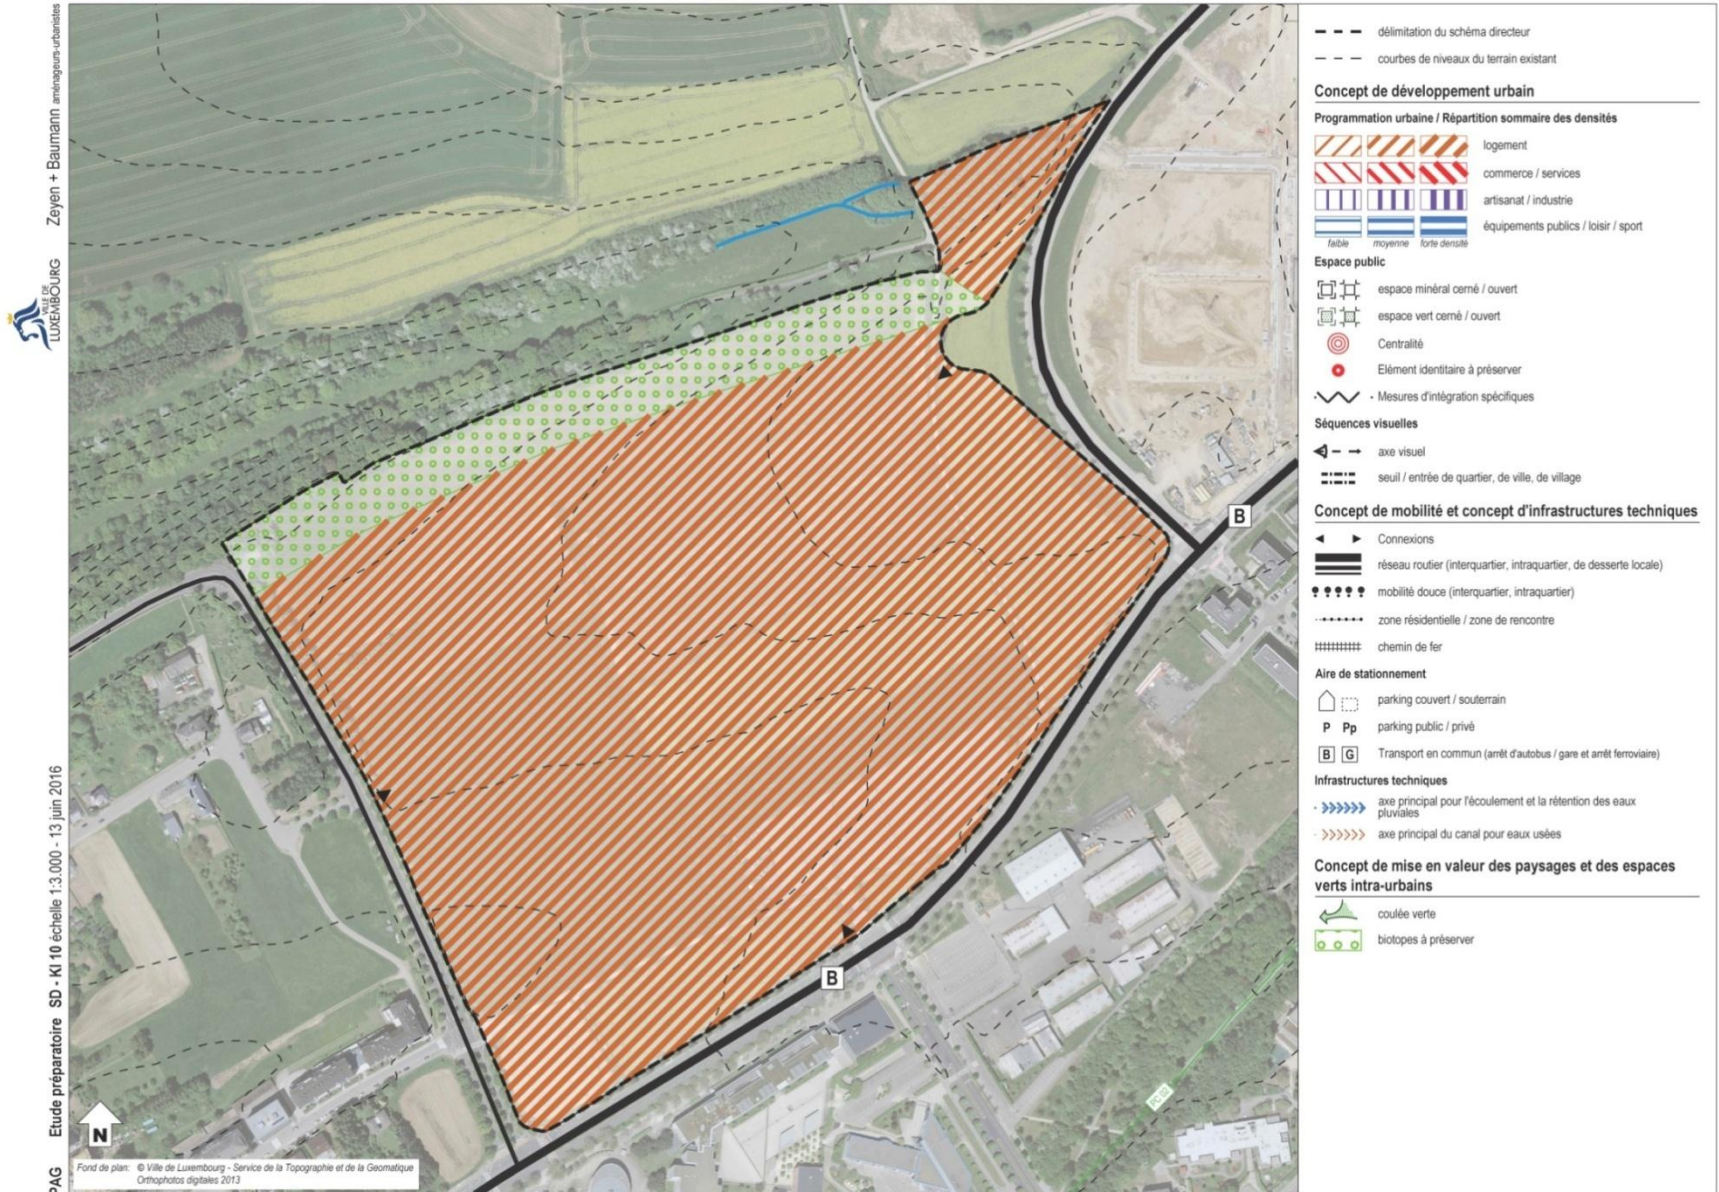 PAG Etude préparatoire SD - KI 10 échelle 1:3.000 - 13 juin 2016
VILLE DE
LUXEMBOURG
Zeyen + Baumann aménageurs-urbanistes
B
B
N
Fond de plan: © Ville de Luxembourg - Service de la Topographie et de la Geomatique
Orthophotos digitales 2013
délimitation du schéma directeur
courbes de niveaux du terrain existant
Concept de développement urbain
Programmation urbaine / Répartition sommaire des densités
logement
commerce / services
artisanat / industrie
équipements publics / loisir / sport
faible moyenne forte densité
Espace public
espace minéral cerné / ouvert
espace vert cerné / ouvert
Centralité
Elément identitaire à préserver
Mesures d'intégration spécifiques
Séquences visuelles
axe visuel
seuil / entrée de quartier, de ville, de village
Concept de mobilité et concept d'infrastructures techniques
Connexions
réseau routier (interquartier, intraquartier, de desserte locale)
mobilité douce (interquartier, intraquartier)
zone résidentielle / zone de rencontre
chemin de fer
Aire de stationnement
parking couvert / souterrain
P Pp parking public / privé
B G Transport en commun (arrêt d'autobus / gare et arrêt ferroviaire)
Infrastructures techniques
axe principal pour l'écoulement et la rétention des eaux
pluviales
axe principal du canal pour eaux usées
Concept de mise en valeur des paysages et des espaces
verts intra-urbains
coulée verte
biotopes à préserver